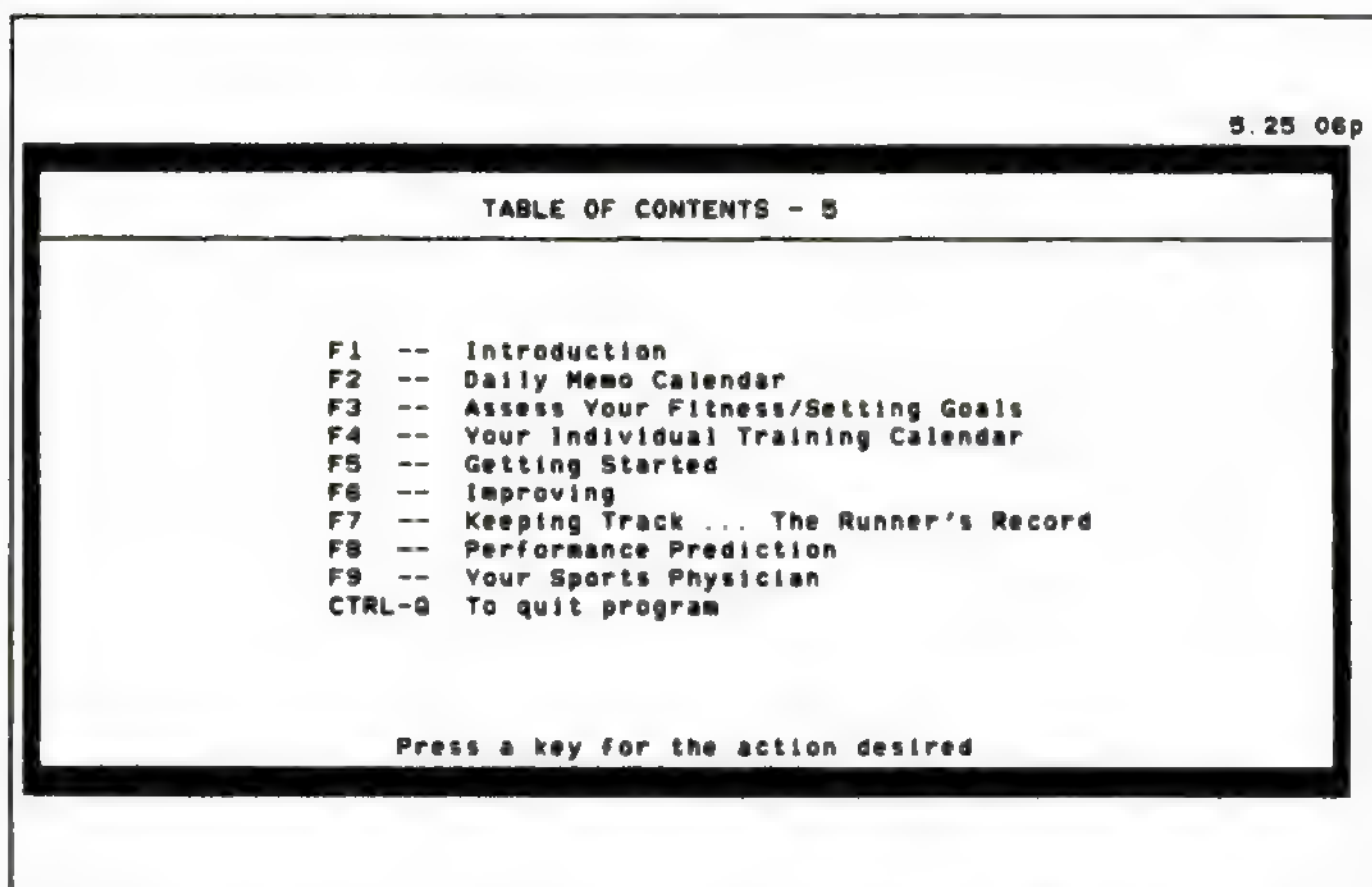 5.25 06p
TABLE OF CONTENTS - 5
F1 -- Introduction
F2 -- Daily Memo Calendar
F3 -- Assess Your Fitness/Setting Goals
F4 -- Your Individual Training Calendar
F5 -- Getting Started
F6 -- Improving
F7 -- Keeping Track ... The Runner's Record
F8 -- Performance Prediction
F9 -- Your Sports Physician
CTRL-Q To quit program
Press a key for the action desired